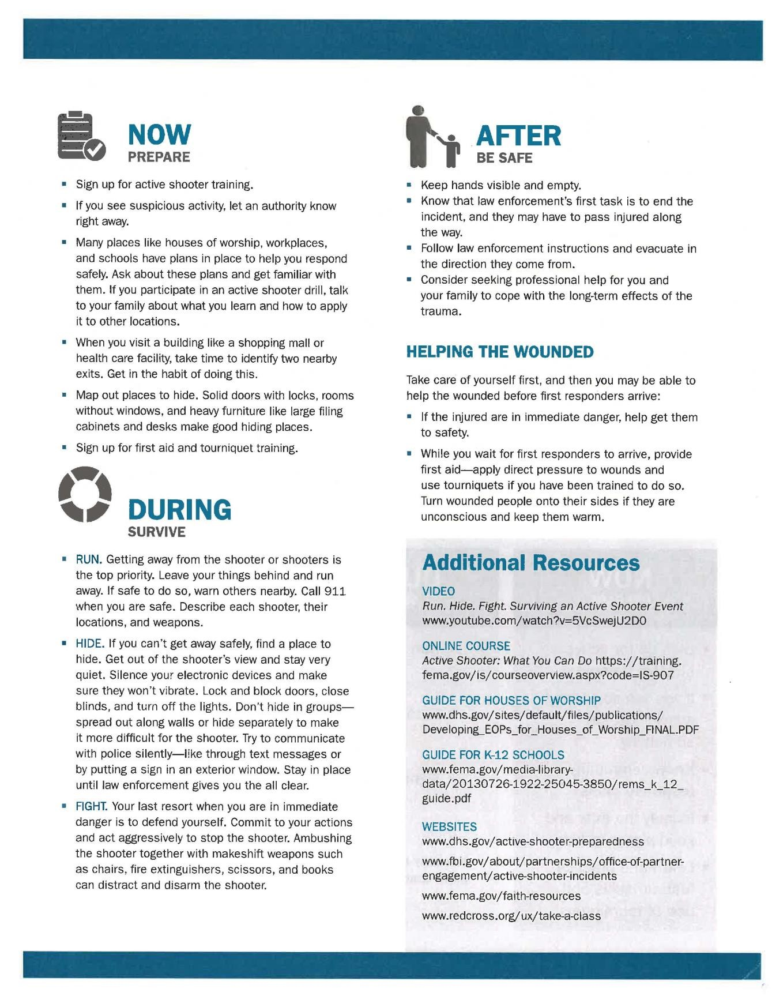 NOW
PREPARE
▪ Sign up for active shooter training.
▪ If you see suspicious activity, let an authority know
right away.
▪ Many places like houses of worship, workplaces,
and schools have plans in place to help you respond
safely. Ask about these plans and get familiar with
them. If you participate in an active shooter drill, talk
to your family about what you learn and how to apply
it to other locations.
▪ When you visit a building like a shopping mall or
health care facility, take time to identify two nearby
exits. Get in the habit of doing this.
▪ Map out places to hide. Solid doors with locks, rooms
without windows, and heavy furniture like large filing
cabinets and desks make good hiding places.
▪ Sign up for first aid and tourniquet training.
DURING
SURVIVE
▪ RUN. Getting away from the shooter or shooters is
the top priority. Leave your things behind and run
away. If safe to do so, warn others nearby. Call 911
when you are safe. Describe each shooter, their
locations, and weapons.
▪ HIDE. If you can't get away safely, find a place to
hide. Get out of the shooter's view and stay very
quiet. Silence your electronic devices and make
sure they won't vibrate. Lock and block doors, close
blinds, and turn off the lights. Don't hide in groups—
spread out along walls or hide separately to make
it more difficult for the shooter. Try to communicate
with police silently—like through text messages or
by putting a sign in an exterior window. Stay in place
until law enforcement gives you the all clear.
▪ FIGHT. Your last resort when you are in immediate
danger is to defend yourself. Commit to your actions
and act aggressively to stop the shooter. Ambushing
the shooter together with makeshift weapons such
as chairs, fire extinguishers, scissors, and books
can distract and disarm the shooter.
AFTER
BE SAFE
▪ Keep hands visible and empty.
▪ Know that law enforcement's first task is to end the
incident, and they may have to pass injured along
the way.
▪ Follow law enforcement instructions and evacuate in
the direction they come from.
▪ Consider seeking professional help for you and
your family to cope with the long-term effects of the
trauma.
HELPING THE WOUNDED
Take care of yourself first, and then you may be able to
help the wounded before first responders arrive:
▪ If the injured are in immediate danger, help get them
to safety.
▪ While you wait for first responders to arrive, provide
first aid—apply direct pressure to wounds and
use tourniquets if you have been trained to do so.
Turn wounded people onto their sides if they are
unconscious and keep them warm.
Additional Resources
VIDEO
Run. Hide. Fight. Surviving an Active Shooter Event
www.youtube.com/watch?v=5VcSwejU2D0
ONLINE COURSE
Active Shooter: What You Can Do https://training.
fema.gov/is/courseoverview.aspx?code=IS-907
GUIDE FOR HOUSES OF WORSHIP
www.dhs.gov/sites/default/files/publications/
Developing_EOPs_for_Houses_of_Worship_FINAL.PDF
GUIDE FOR K-12 SCHOOLS
www.fema.gov/media-library-
data/20130726-1922-25045-3850/rems_k_12_
guide.pdf
WEBSITES
www.dhs.gov/active-shooter-preparedness
www.fbi.gov/about/partnerships/office-of-partner-
engagement/active-shooter-incidents
www.fema.gov/faith-resources
www.redcross.org/ux/take-a-class